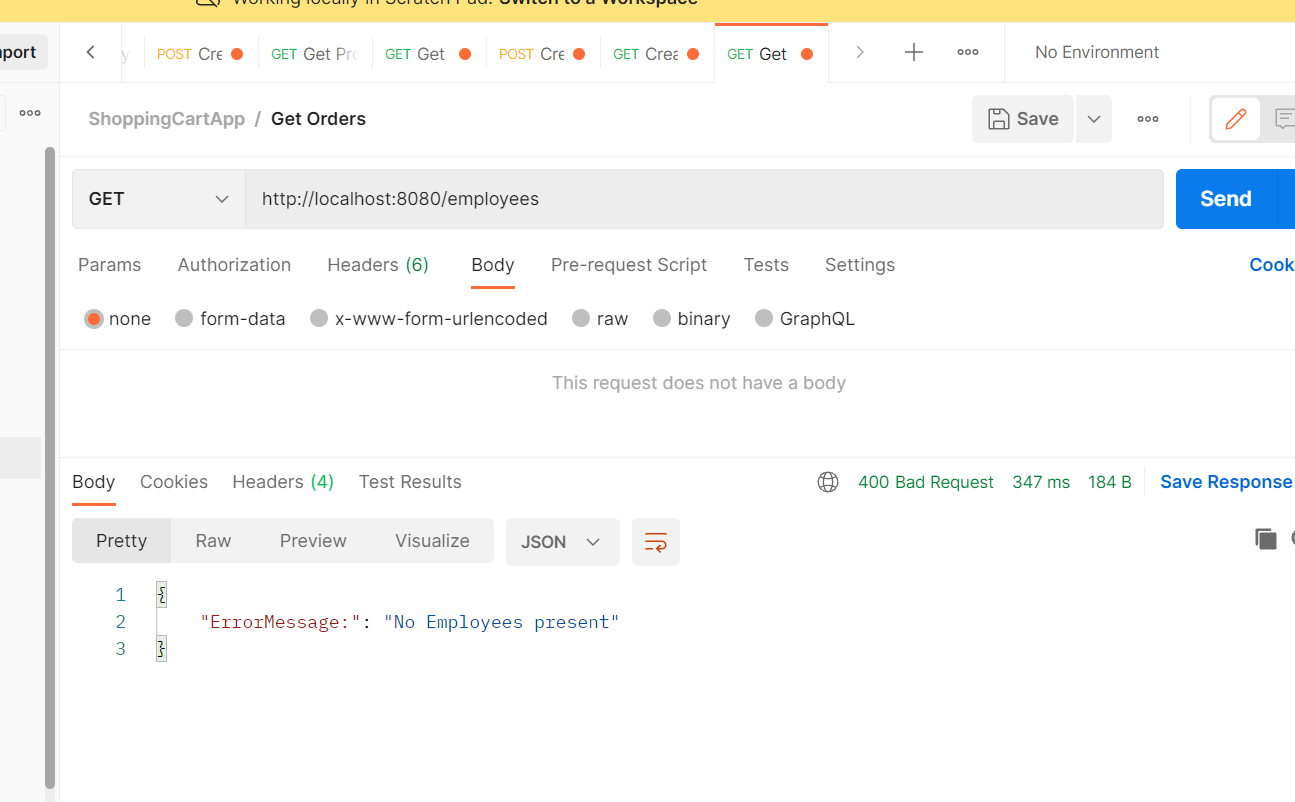 Working locally in Scratch Pad. Switch to a Workspace
POST Cre GET Get Pro GET Get POST Cre GET Crea GET Get No Environment
ShoppingCartApp / Get Orders Save
GET http://localhost:8080/employees Send
Params Authorization Headers (6) Body Pre-request Script Tests Settings Cook
none form-data x-www-form-urlencoded raw binary GraphQL
This request does not have a body
Body Cookies Headers (4) Test Results 400 Bad Request 347 ms 184 B Save Response
Pretty Raw Preview Visualize JSON
1 {
2 "ErrorMessage:": "No Employees present"
3 }